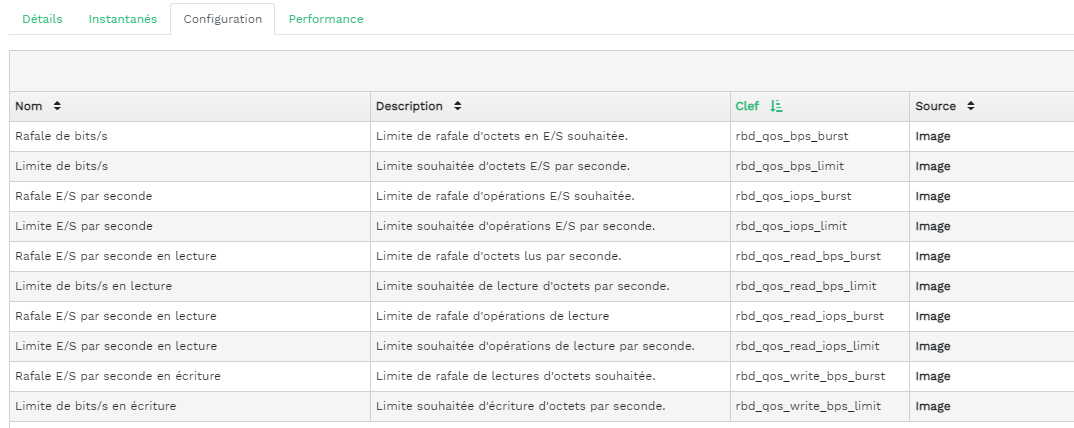 Détails Instantanés Configuration Performance
Nom Description Clef Source
Rafale de bits/s Limite de rafale d'octets en E/S souhaitée. rbd_qos_bps_burst Image
Limite de bits/s Limite souhaitée d'octets E/S par seconde. rbd_qos_bps_limit Image
Rafale E/S par seconde Limite de rafale d'opérations E/S souhaitée. rbd_qos_iops_burst Image
Limite E/S par seconde Limite souhaitée d'opérations E/S par seconde. rbd_qos_iops_limit Image
Rafale E/S par seconde en lecture Limite de rafale d'octets lus par seconde. rbd_qos_read_bps_burst Image
Limite de bits/s en lecture Limite souhaitée de lecture d'octets par seconde. rbd_qos_read_bps_limit Image
Rafale E/S par seconde en lecture Limite de rafale d'opérations de lecture rbd_qos_read_iops_burst Image
Limite E/S par seconde en lecture Limite souhaitée d'opérations de lecture par seconde. rbd_qos_read_iops_limit Image
Rafale E/S par seconde en écriture Limite de rafale de lectures d'octets souhaitée. rbd_qos_write_bps_burst Image
Limite de bits/s en écriture Limite souhaitée d'écriture d'octets par seconde. rbd_qos_write_bps_limit Image